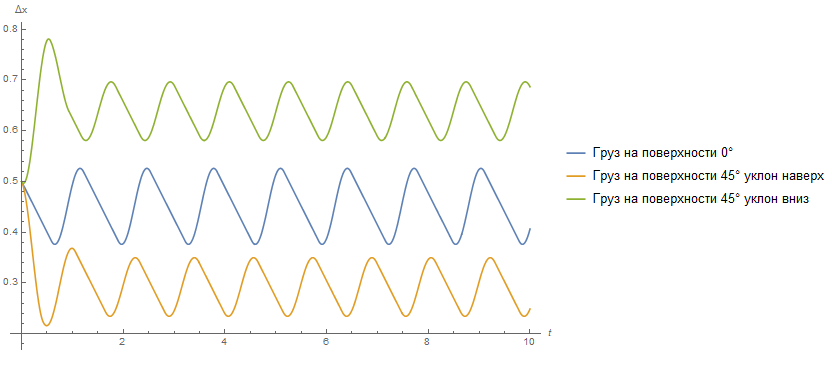 Δx
0.8
0.7
0.6
0.5
0.4
0.3
2
4
6
8
10
t
Груз на поверхности 0°
Груз на поверхности 45° уклон наверх
Груз на поверхности 45° уклон вниз